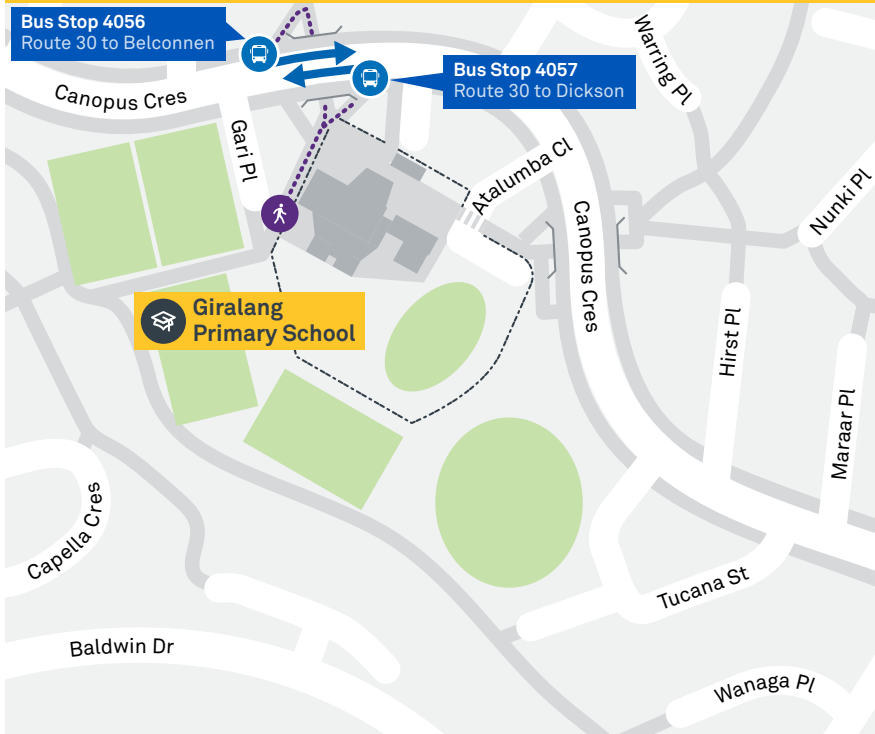 Bus Stop 4056
Route 30 to Belconnen
Bus Stop 4057
Route 30 to Dickson
Warring Pl
Canopus Cres
Gari Pl
Atalumba Cl
Nunki Pl
Canopus Cres
Giralang
Primary School
Hirst Pl
Maraar Pl
Capella Cres
Tucana St
Baldwin Dr
Wanaga Pl